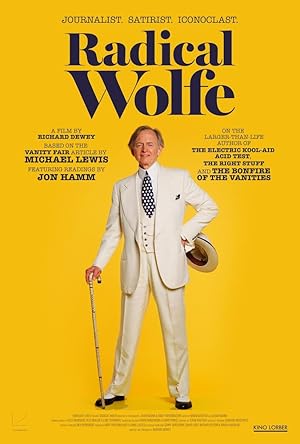 JOURNALIST. SATIRIST. ICONOCLAST.
Radical
Wolfe
A FILM BY
RICHARD DEWEY
BASED ON THE
VANITY FAIR ARTICLE BY
MICHAEL LEWIS
FEATURING READINGS BY
JON HAMM
ON THE
LARGER-THAN-LIFE
AUTHOR OF
THE ELECTRIC KOOL-AID
ACID TEST,
THE RIGHT STUFF
AND THE BONFIRE
OF THE VANITIES
KINO LORBER